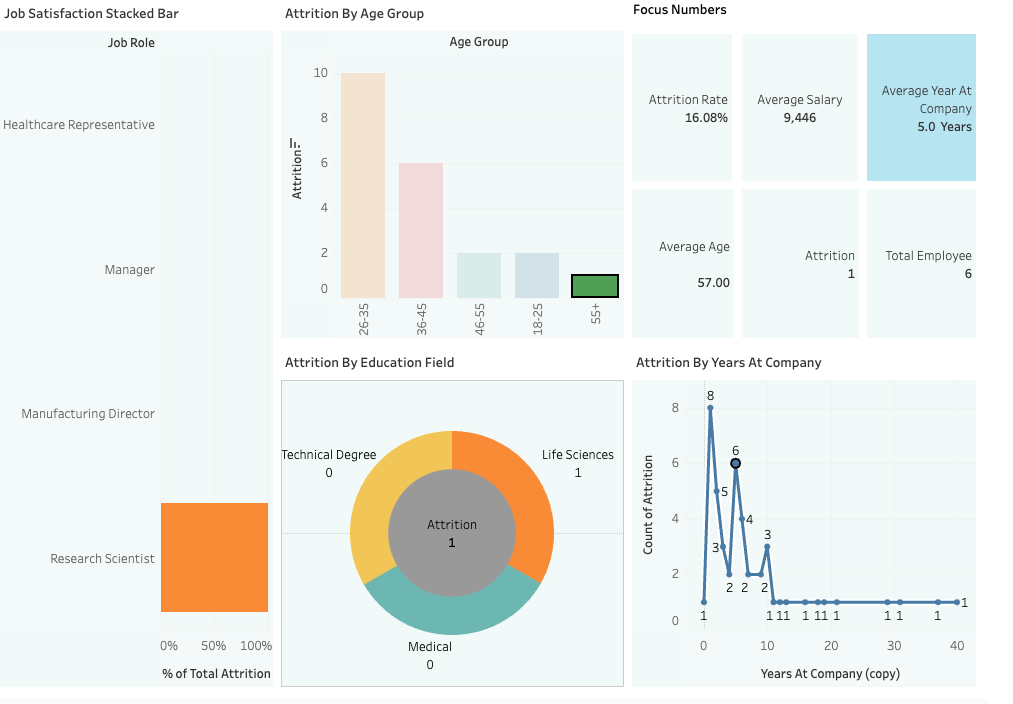 Job Satisfaction Stacked Bar
Job Role
Healthcare Representative
Manager
Manufacturing Director
Research Scientist
0% 50% 100%
% of Total Attrition
Attrition By Age Group
Age Group
10
8
6
4
2
0
Attrition
26-35 36-45 46-55 18-25 55+
Focus Numbers
Attrition Rate
16.08%
Average Salary
9,446
Average Year At
Company
5.0 Years
Average Age
57.00
Attrition
1
Total Employee
6
Attrition By Education Field
Technical Degree
0
Life Sciences
1
Attrition
1
Medical
0
Attrition By Years At Company
Count of Attrition
8
6
4
2
0
8
6
5
4
3
3
2 2 2
1 1 1 1 1 1 1 1 1 1 1 1
0 10 20 30 40
Years At Company (copy)